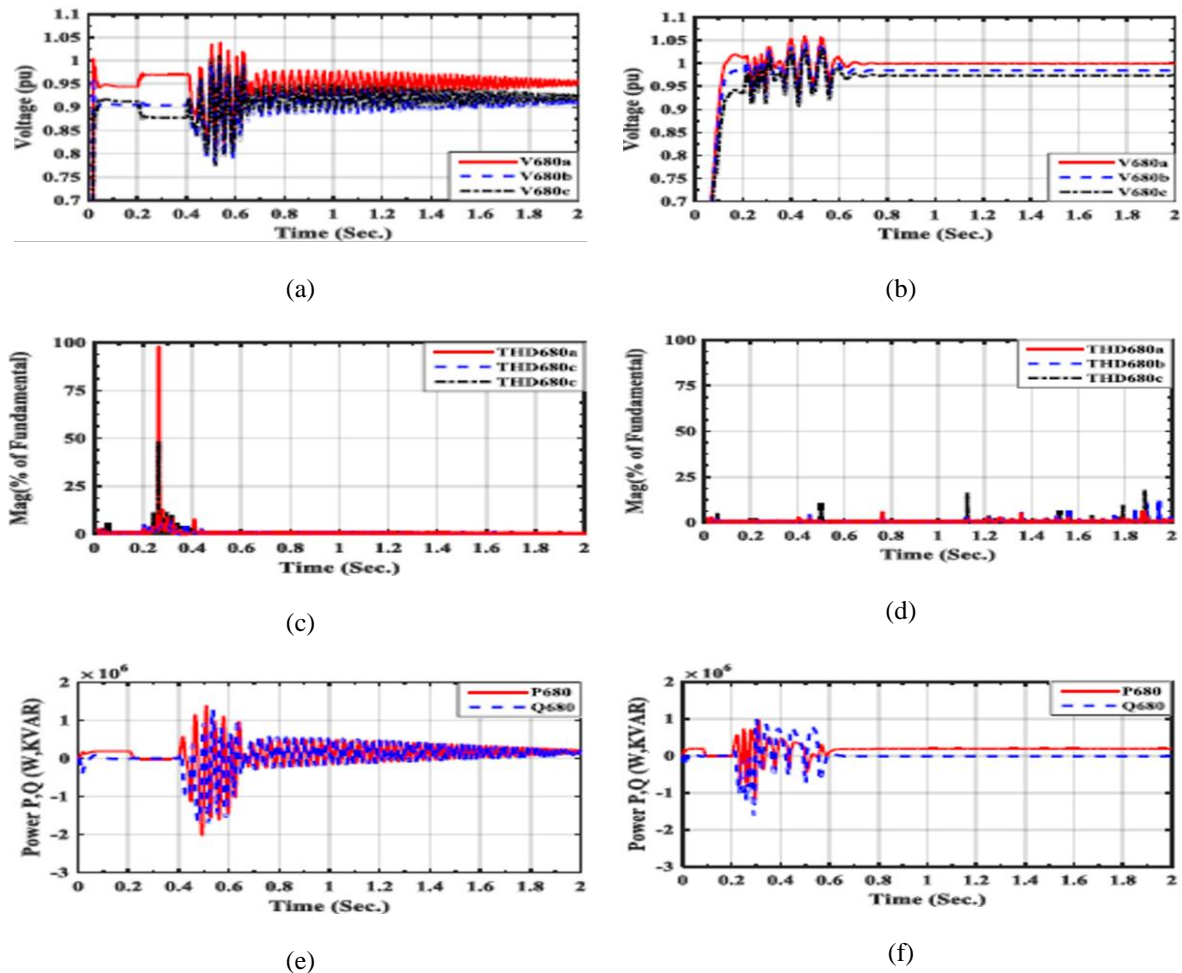 1.1
1.05
1
0.95
0.9
0.85
0.8
0.75
0.7
Voltage (pu)
V680a
V680b
V680c
0 0.2 0.4 0.6 0.8 1 1.2 1.4 1.6 1.8 2
Time (Sec.)
(a)
1.1
1.05
1
0.95
0.9
0.85
0.8
0.75
0.7
Voltage (pu)
V680a
V680b
V680c
0 0.2 0.4 0.6 0.8 1 1.2 1.4 1.6 1.8 2
Time (Sec.)
(b)
100
75
50
25
0
Mag(% of Fundamental)
THD680a
THD680c
THD680c
0 0.2 0.4 0.6 0.8 1 1.2 1.4 1.6 1.8 2
Time (Sec.)
(c)
100
75
50
25
0
Mag(% of Fundamental)
THD680a
THD680b
THD680c
0 0.2 0.4 0.6 0.8 1 1.2 1.4 1.6 1.8 2
Time (Sec.)
(d)
×10⁶
2
1
0
-1
-2
-3
Power P,Q (W,KVAR)
P680
Q680
0 0.2 0.4 0.6 0.8 1 1.2 1.4 1.6 1.8 2
Time (Sec.)
(e)
×10⁶
2
1
0
-1
-2
-3
Power P,Q (W,KVAR)
P680
Q680
0 0.2 0.4 0.6 0.8 1 1.2 1.4 1.6 1.8 2
Time (Sec.)
(f)